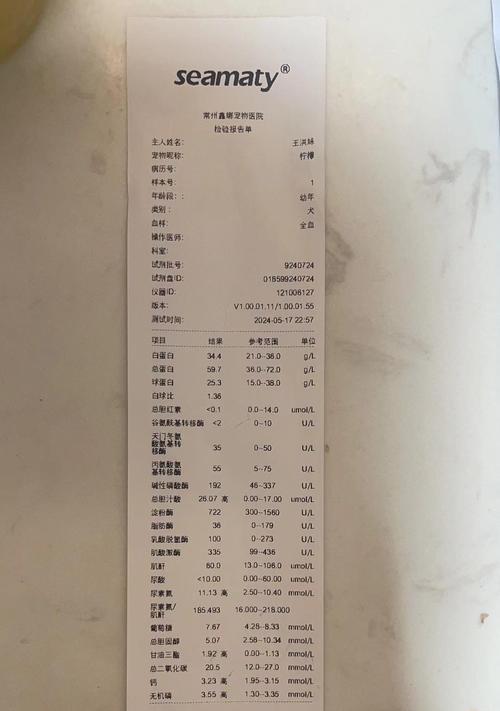 seamaty®
常州鑫娜宠物医院
检验报告单
主人姓名: 王洪妹
宠物昵称: 柠檬
病历号:
样本号: 1
年龄段: : 幼年
类别 : 犬
血样: 全血
操作医师:
科室:
试剂批号: 9240724
试剂盘ID: 018599240724
仪器ID: 121006127
版本: V1.00.01.11/1.00.01.55
测试时间: 2024-05-17 22:57
项目 结果 参考范围 单位
白蛋白 34.4 21.0--36.0 g/L
总蛋白 59.7 36.0--72.0 g/L
球蛋白 25.3 15.0--38.0 g/L
白球比 1.36
总胆红素 <0.1 0.0--14.0 umol/L
谷氨酰基转移酶 <2 0--10 U/L
天门冬氨
酸氨基转
移酶 35 0--50 U/L
丙氨酸氨
基转移酶 55 5--75 U/L
碱性磷酸酶 192 46--337 U/L
总胆汁酸 26.07 高 0.00--17.00 umol/L
淀粉酶 722 300--1560 U/L
脂肪酶 36 0--179 U/L
乳酸脱氢酶 100 0--273 U/L
肌酸激酶 335 99--436 U/L
肌酐 60.0 13.0--106.0 umol/L
尿酸 <10.00 0.00--60.00 umol/L
尿素氮 11.13 高 2.50--10.40 mmol/L
尿素氮/
肌酐 185.493 16.000--218.000
葡萄糖 7.67 4.28--8.33 mmol/L
总胆固醇 5.07 2.58--10.34 mmol/L
甘油三酯 1.92 高 0.00--1.13 mmol/L
总二氧化碳 20.5 12.0--27.0 mmol/L
钙 3.23 高 1.95--3.15 mmol/L
无机磷 3.55 高 1.30--3.35 mmol/L